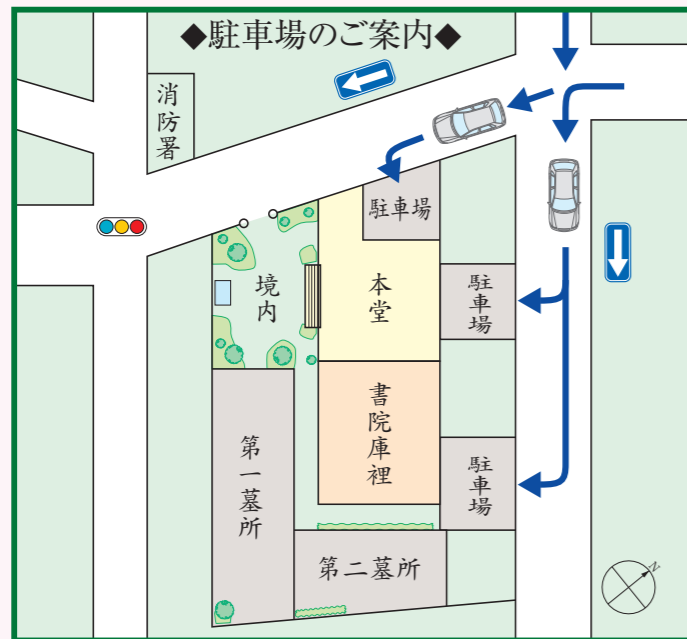 ◆駐車場のご案内◆
消防署
駐車場
境内
本堂
駐車場
書院庫裡
第一墓所
駐車場
第二墓所
N